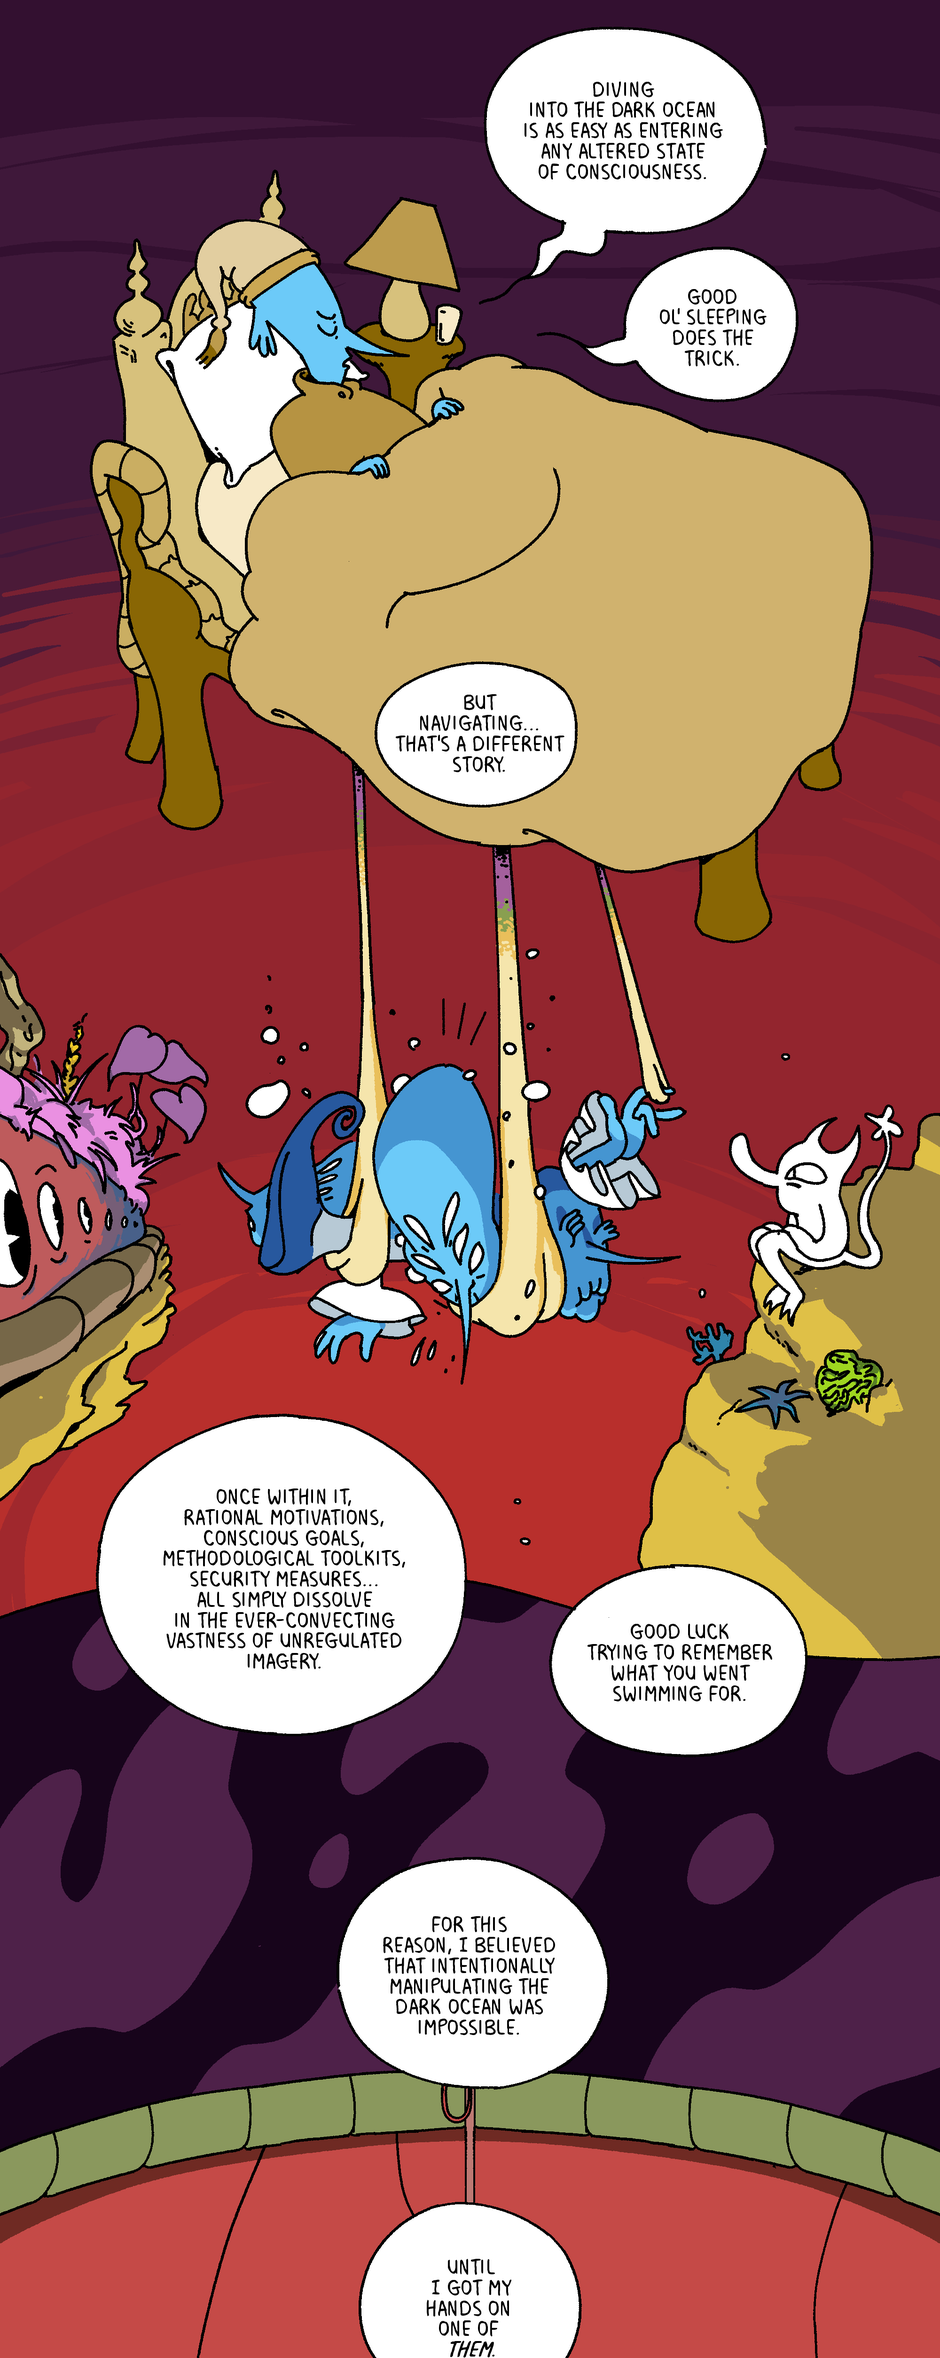 DIVING
INTO THE DARK OCEAN
IS AS EASY AS ENTERING
ANY ALTERED STATE
OF CONSCIOUSNESS.
GOOD
OL' SLEEPING
DOES THE
TRICK.
BUT
NAVIGATING...
THAT'S A DIFFERENT
STORY.
ONCE WITHIN IT,
RATIONAL MOTIVATIONS,
CONSCIOUS GOALS,
METHODOLOGICAL TOOLKITS,
SECURITY MEASURES...
ALL SIMPLY DISSOLVE
IN THE EVER-CONVECTING
VASTNESS OF UNREGULATED
IMAGERY.
GOOD LUCK
TRYING TO REMEMBER
WHAT YOU WENT
SWIMMING FOR.
FOR THIS
REASON, I BELIEVED
THAT INTENTIONALLY
MANIPULATING THE
DARK OCEAN WAS
IMPOSSIBLE.
UNTIL
I GOT MY
HANDS ON
ONE OF
THEM.